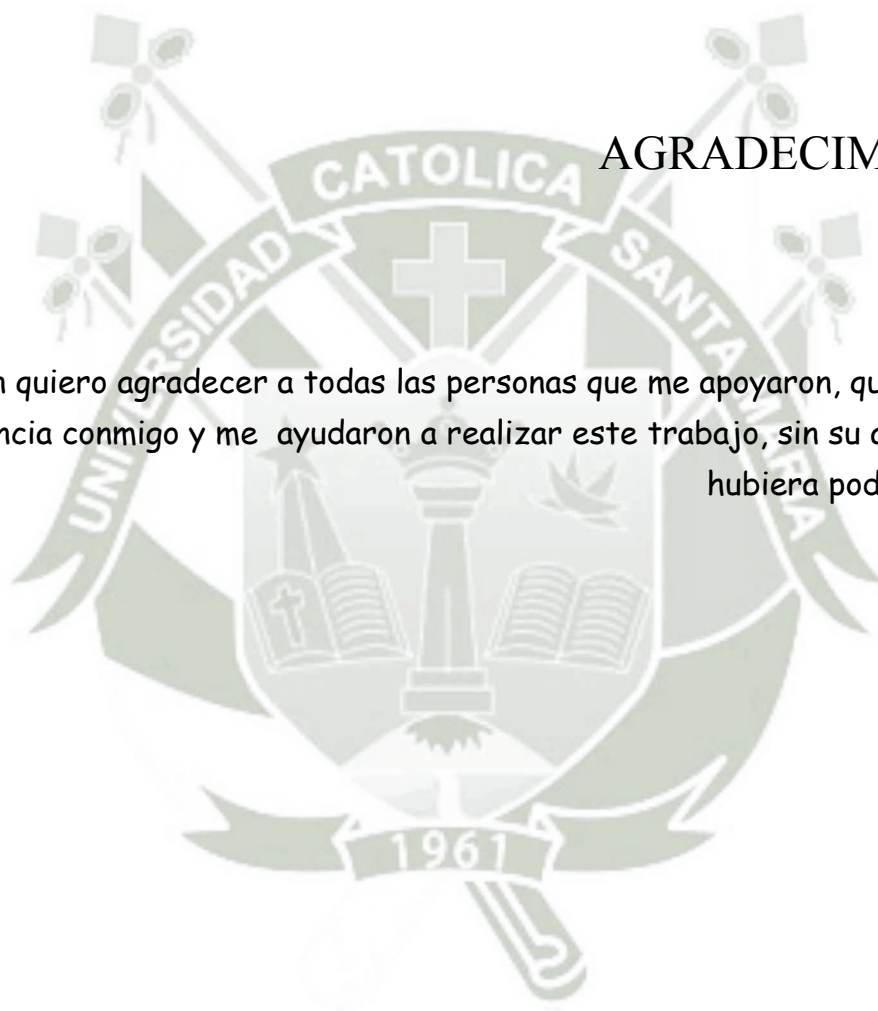 CATOLICA
AGRADECIM
UNIVERSIDAD
SANTA MARIA
n quiero agradecer a todas las personas que me apoyaron, qu
ncia conmigo y me ayudaron a realizar este trabajo, sin su
hubiera pod
1961